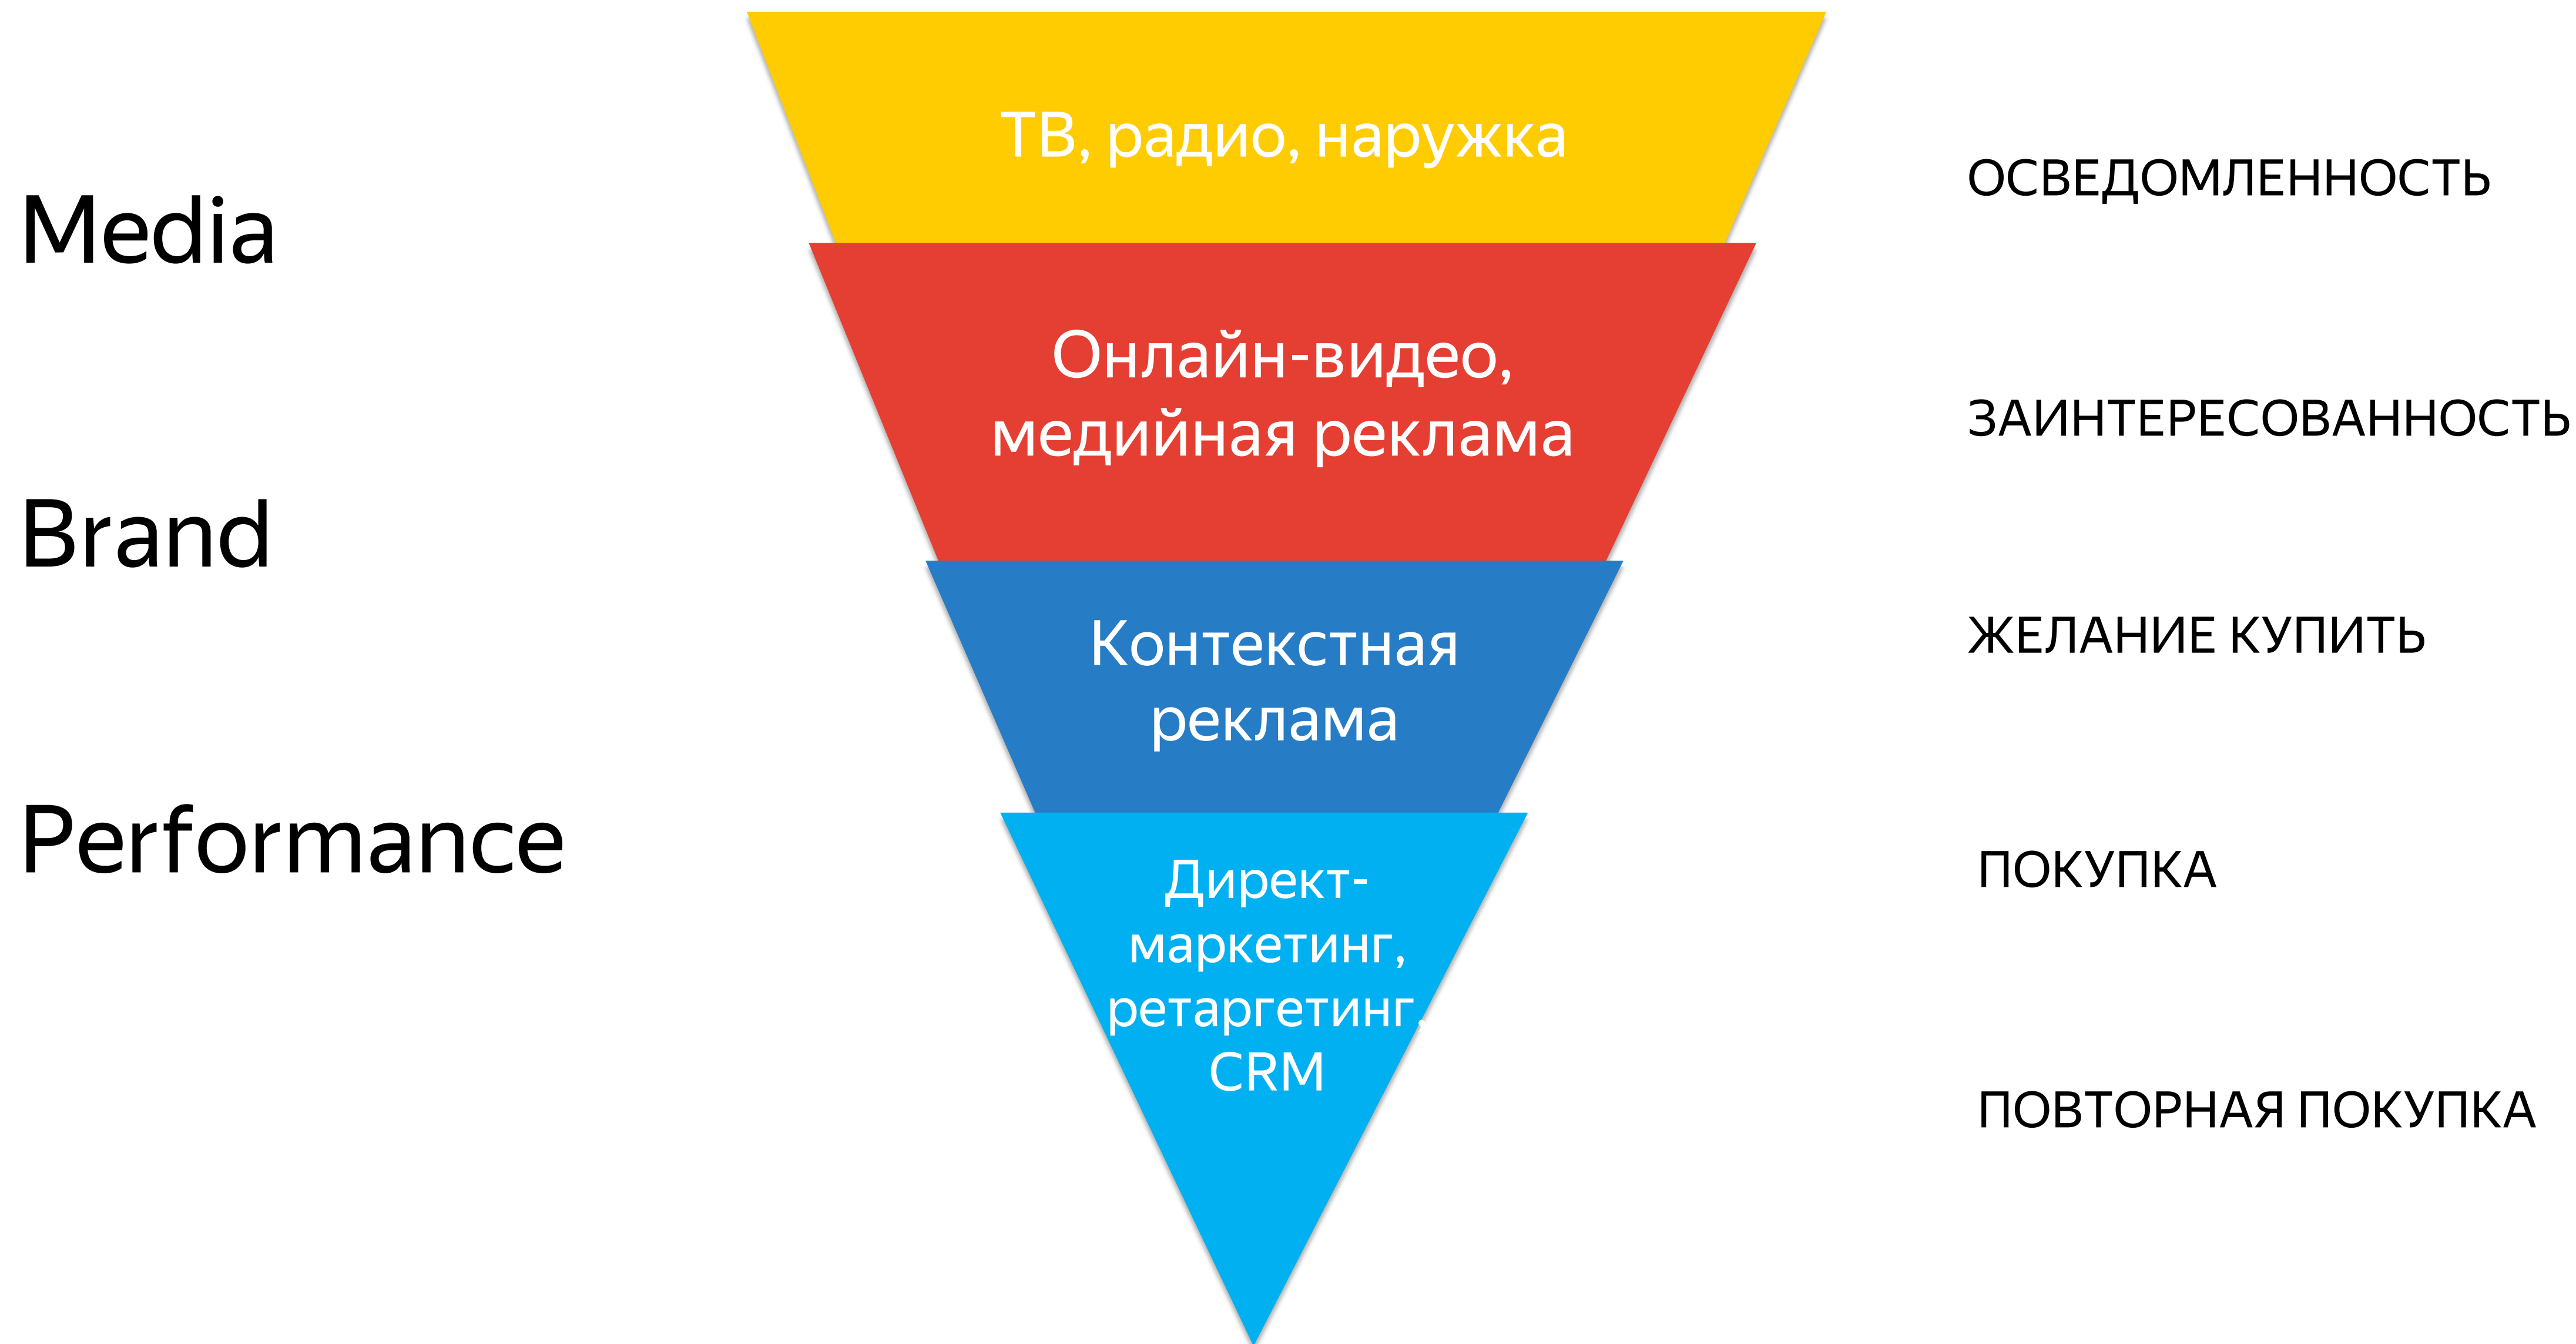 Media
Brand
Performance
ТВ, радио, наружка
Онлайн-видео,
медийная реклама
Контекстная
реклама
Директ-
маркетинг,
ретаргетинг,
CRM
ОСВЕДОМЛЕННОСТЬ
ЗАИНТЕРЕСОВАННОСТЬ
ЖЕЛАНИЕ КУПИТЬ
ПОКУПКА
ПОВТОРНАЯ ПОКУПКА